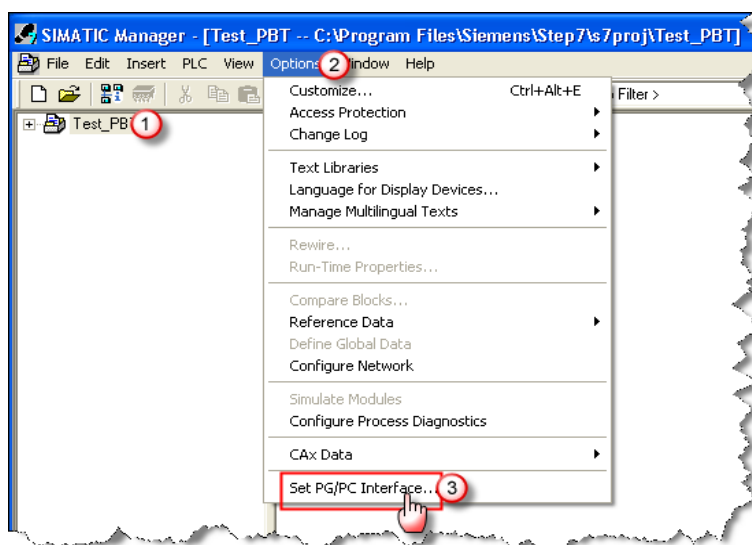 SIMATIC Manager - [Test_PBT -- C:\Program Files\Siemens\Step7\s7proj\Test_PBT]
File Edit Insert PLC View Options 2 Window Help
Customize... Ctrl+Alt+E
Filter >
Test_PB 1
Access Protection
Change Log
Text Libraries
Language for Display Devices...
Manage Multilingual Texts
Rewire...
Run-Time Properties...
Compare Blocks...
Reference Data
Define Global Data
Configure Network
Simulate Modules
Configure Process Diagnostics
CAx Data
Set PG/PC Interface... 3